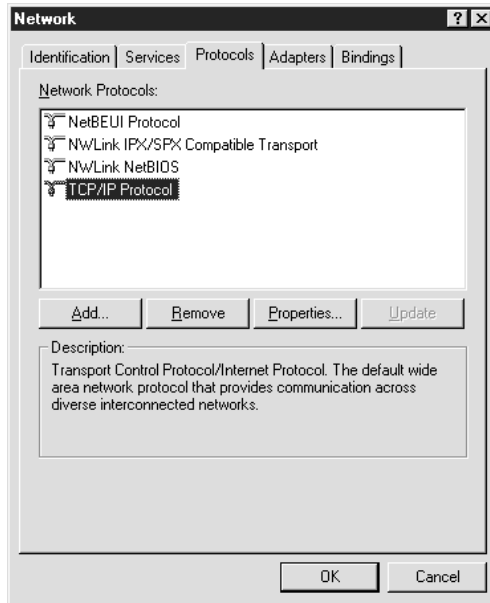 Network
Identification Services Protocols Adapters Bindings
Network Protocols:
NetBEUI Protocol
NWLink IPX/SPX Compatible Transport
NWLink NetBIOS
TCP/IP Protocol
Add... Remove Properties... Update
Description:
Transport Control Protocol/Internet Protocol. The default wide
area network protocol that provides communication across
diverse interconnected networks.
OK Cancel